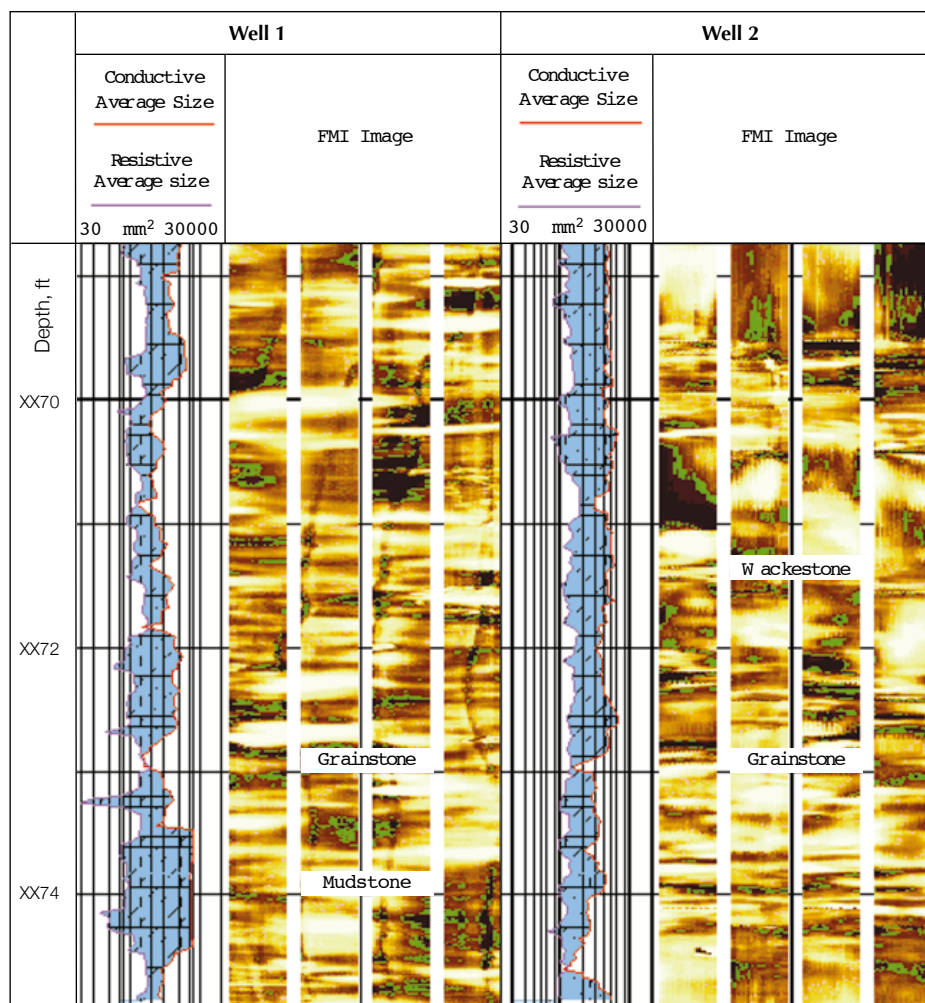 Well 1
Well 2
Conductive
Average Size
Resistive
Average size
30 mm² 30000
FMI Image
Conductive
Average Size
Resistive
Average size
30 mm² 30000
FMI Image
Depth, ft
XX70
Wackestone
XX72
Grainstone
Grainstone
Mudstone
XX74